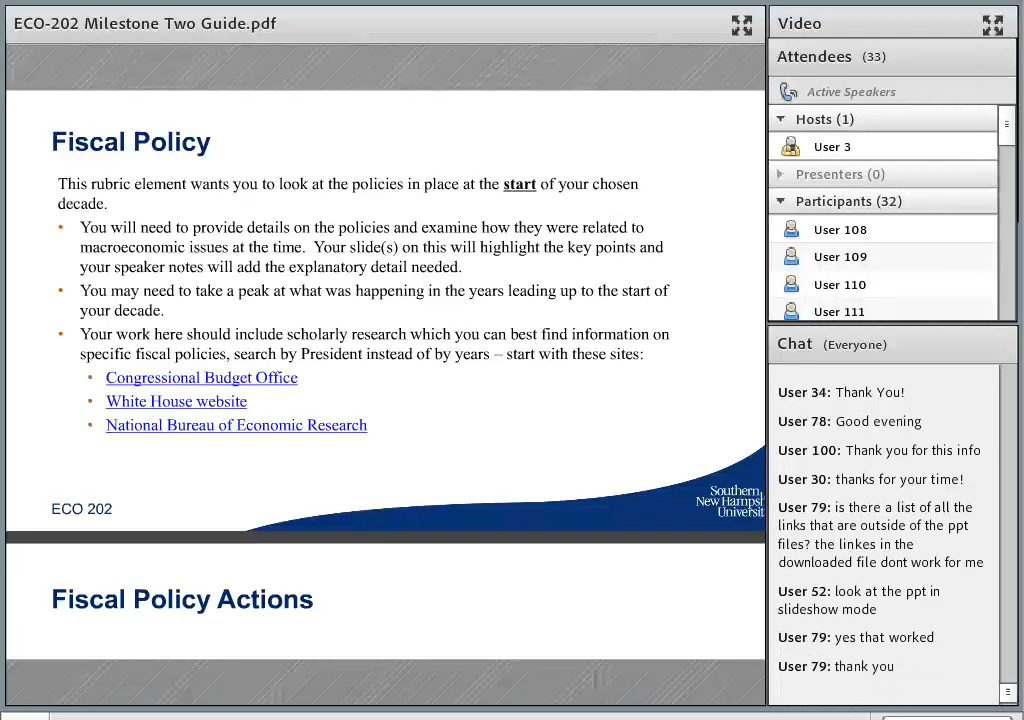 ECO-202 Milestone Two Guide.pdf
Fiscal Policy
This rubric element wants you to look at the policies in place at the start of your chosen
decade.
• You will need to provide details on the policies and examine how they were related to
macroeconomic issues at the time. Your slide(s) on this will highlight the key points and
your speaker notes will add the explanatory detail needed.
• You may need to take a peak at what was happening in the years leading up to the start of
your decade.
• Your work here should include scholarly research which you can best find information on
specific fiscal policies, search by President instead of by years – start with these sites:
• Congressional Budget Office
• White House website
• National Bureau of Economic Research
ECO 202
Southern
New Hampsh
Universit
Fiscal Policy Actions
Video
Attendees (33)
Active Speakers
Hosts (1)
User 3
Presenters (0)
Participants (32)
User 108
User 109
User 110
User 111
Chat (Everyone)
User 34: Thank You!
User 78: Good evening
User 100: Thank you for this info
User 30: thanks for your time!
User 79: is there a list of all the
links that are outside of the ppt
files? the linkes in the
downloaded file dont work for me
User 52: look at the ppt in
slideshow mode
User 79: yes that worked
User 79: thank you